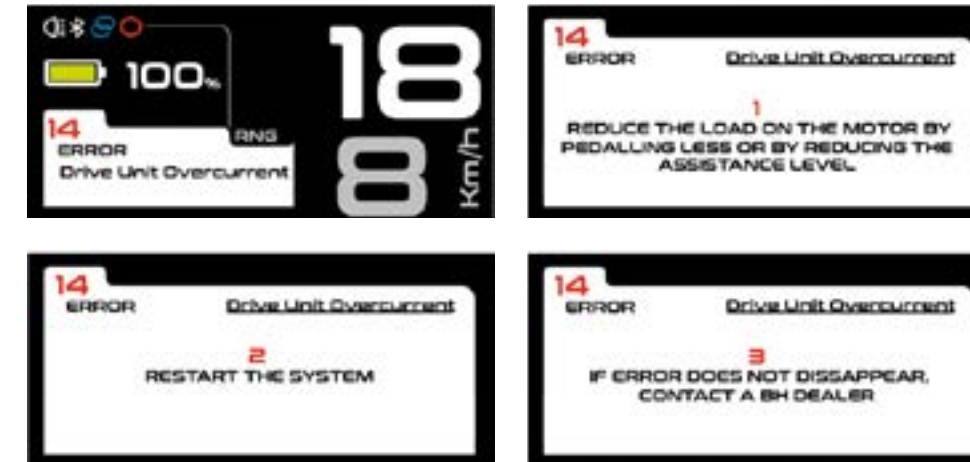 100%
18
8
Km/h
RNG
14
ERROR
Drive Unit Overcurrent
14
ERROR
Drive Unit Overcurrent
1
REDUCE THE LOAD ON THE MOTOR BY
PEDALLING LESS OR BY REDUCING THE
ASSISTANCE LEVEL
14
ERROR
Drive Unit Overcurrent
2
RESTART THE SYSTEM
14
ERROR
Drive Unit Overcurrent
3
IF ERROR DOES NOT DISSAPPEAR,
CONTACT A BH DEALER